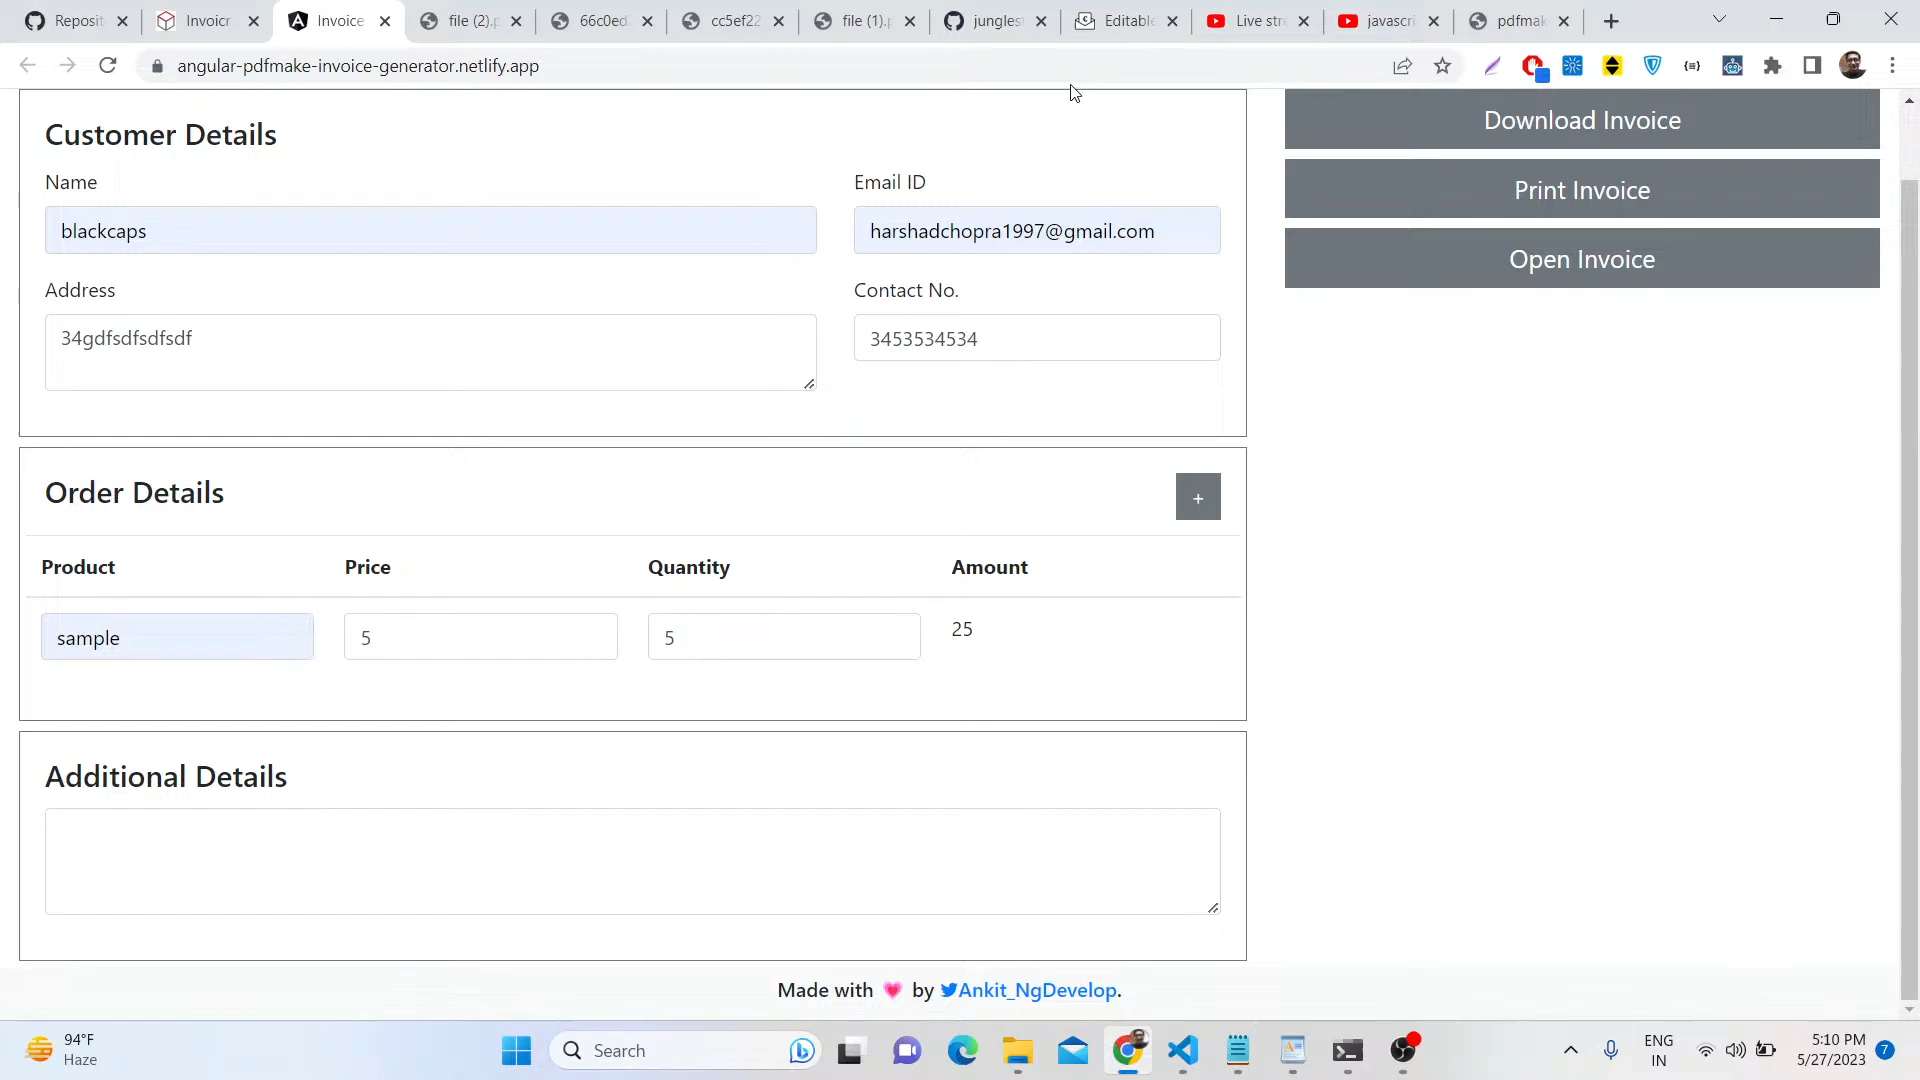 Reposit
Invoicr
Invoice
file (2).p
66c0ed
cc5ef22
file (1).p
jungles
Editable
Live stre
javascri
pdfmak
angular-pdfmake-invoice-generator.netlify.app
Customer Details
Download Invoice
Name
Email ID
Print Invoice
blackcaps
harshadchopra1997@gmail.com
Open Invoice
Address
Contact No.
34gdfsdfsdfsdf
3453534534
Order Details
+
Product
Price
Quantity
Amount
sample
5
5
25
Additional Details
Made with 💗 by Ankit_NgDevelop.
94°F
Haze
Search
ENG
IN
5:10 PM
5/27/2023
7